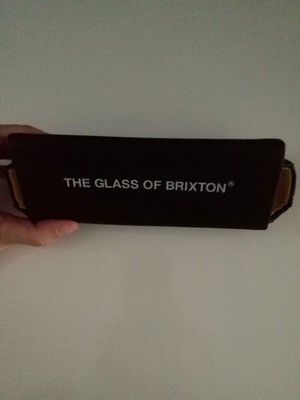 THE GLASS OF BRIXTON®